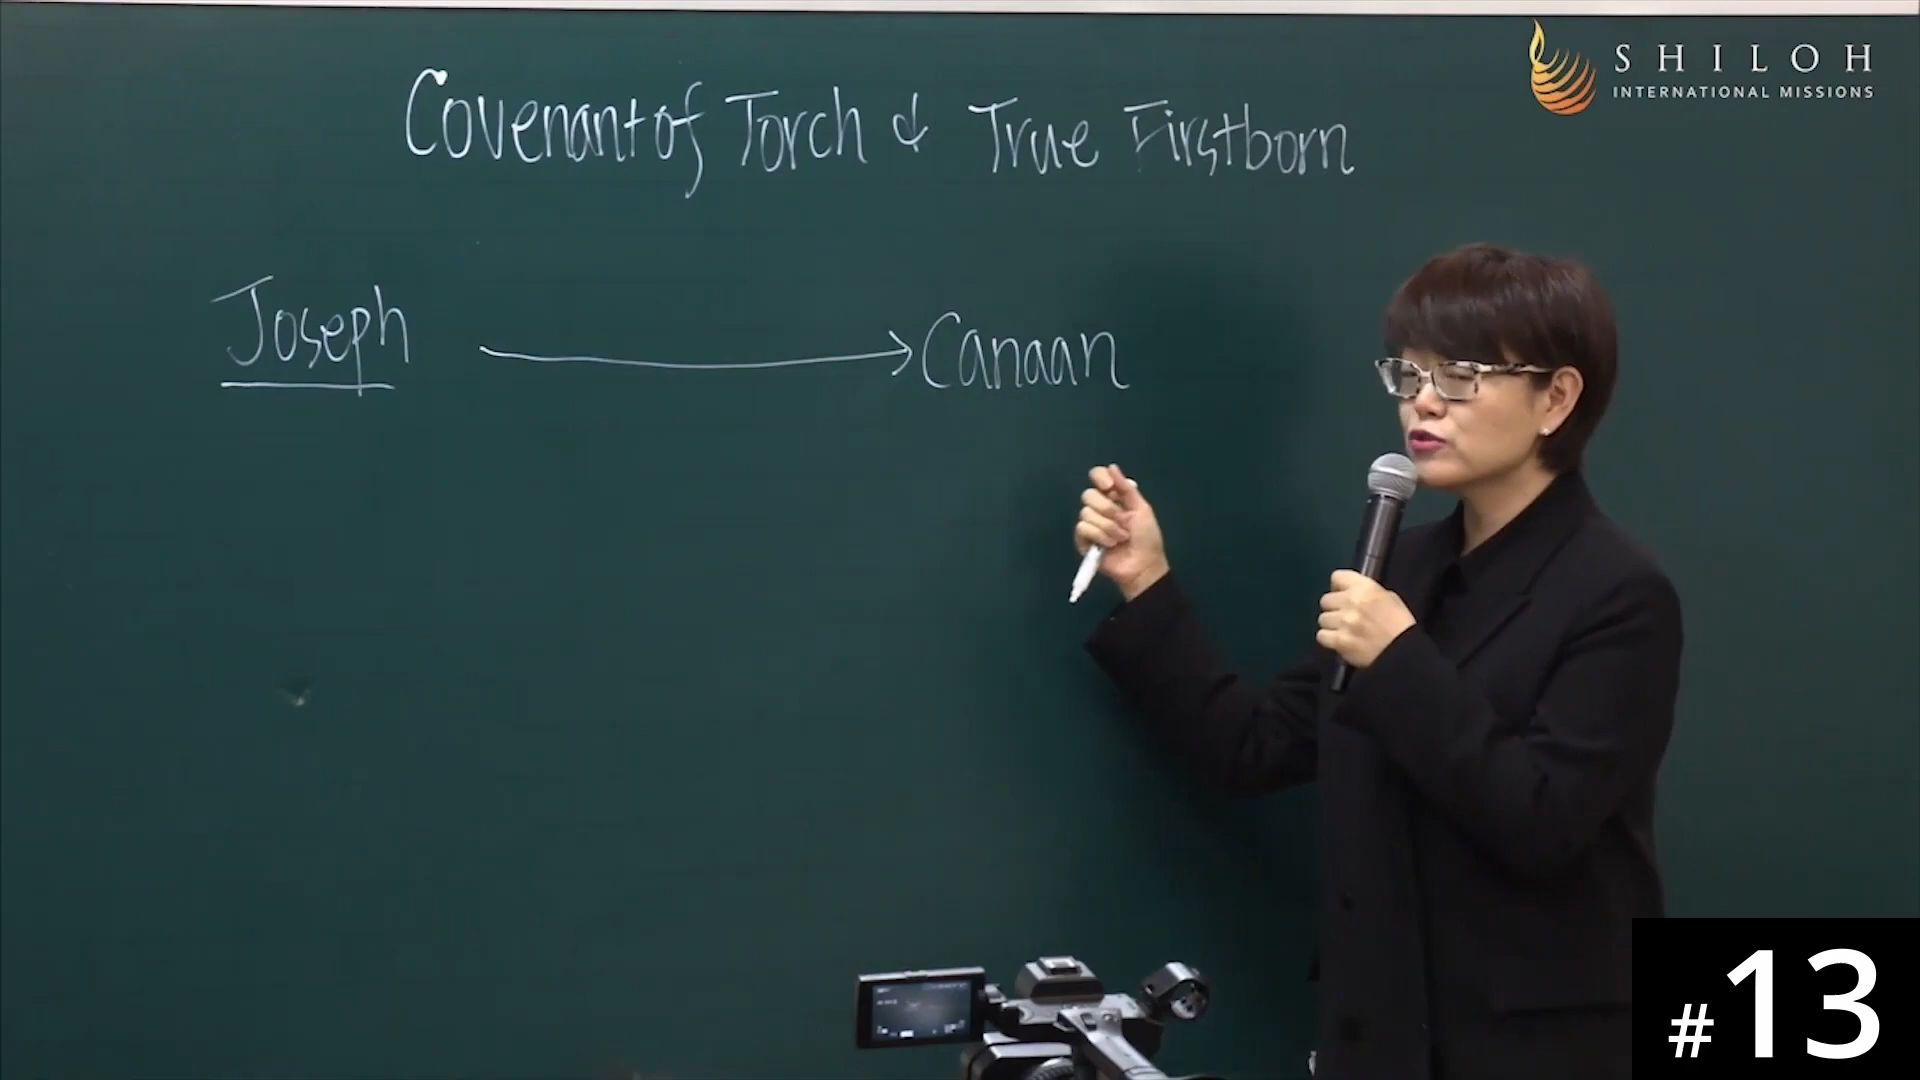 SHILOH
INTERNATIONAL MISSIONS
Covenant of Torch & True Firstborn
Joseph → Canaan
#13